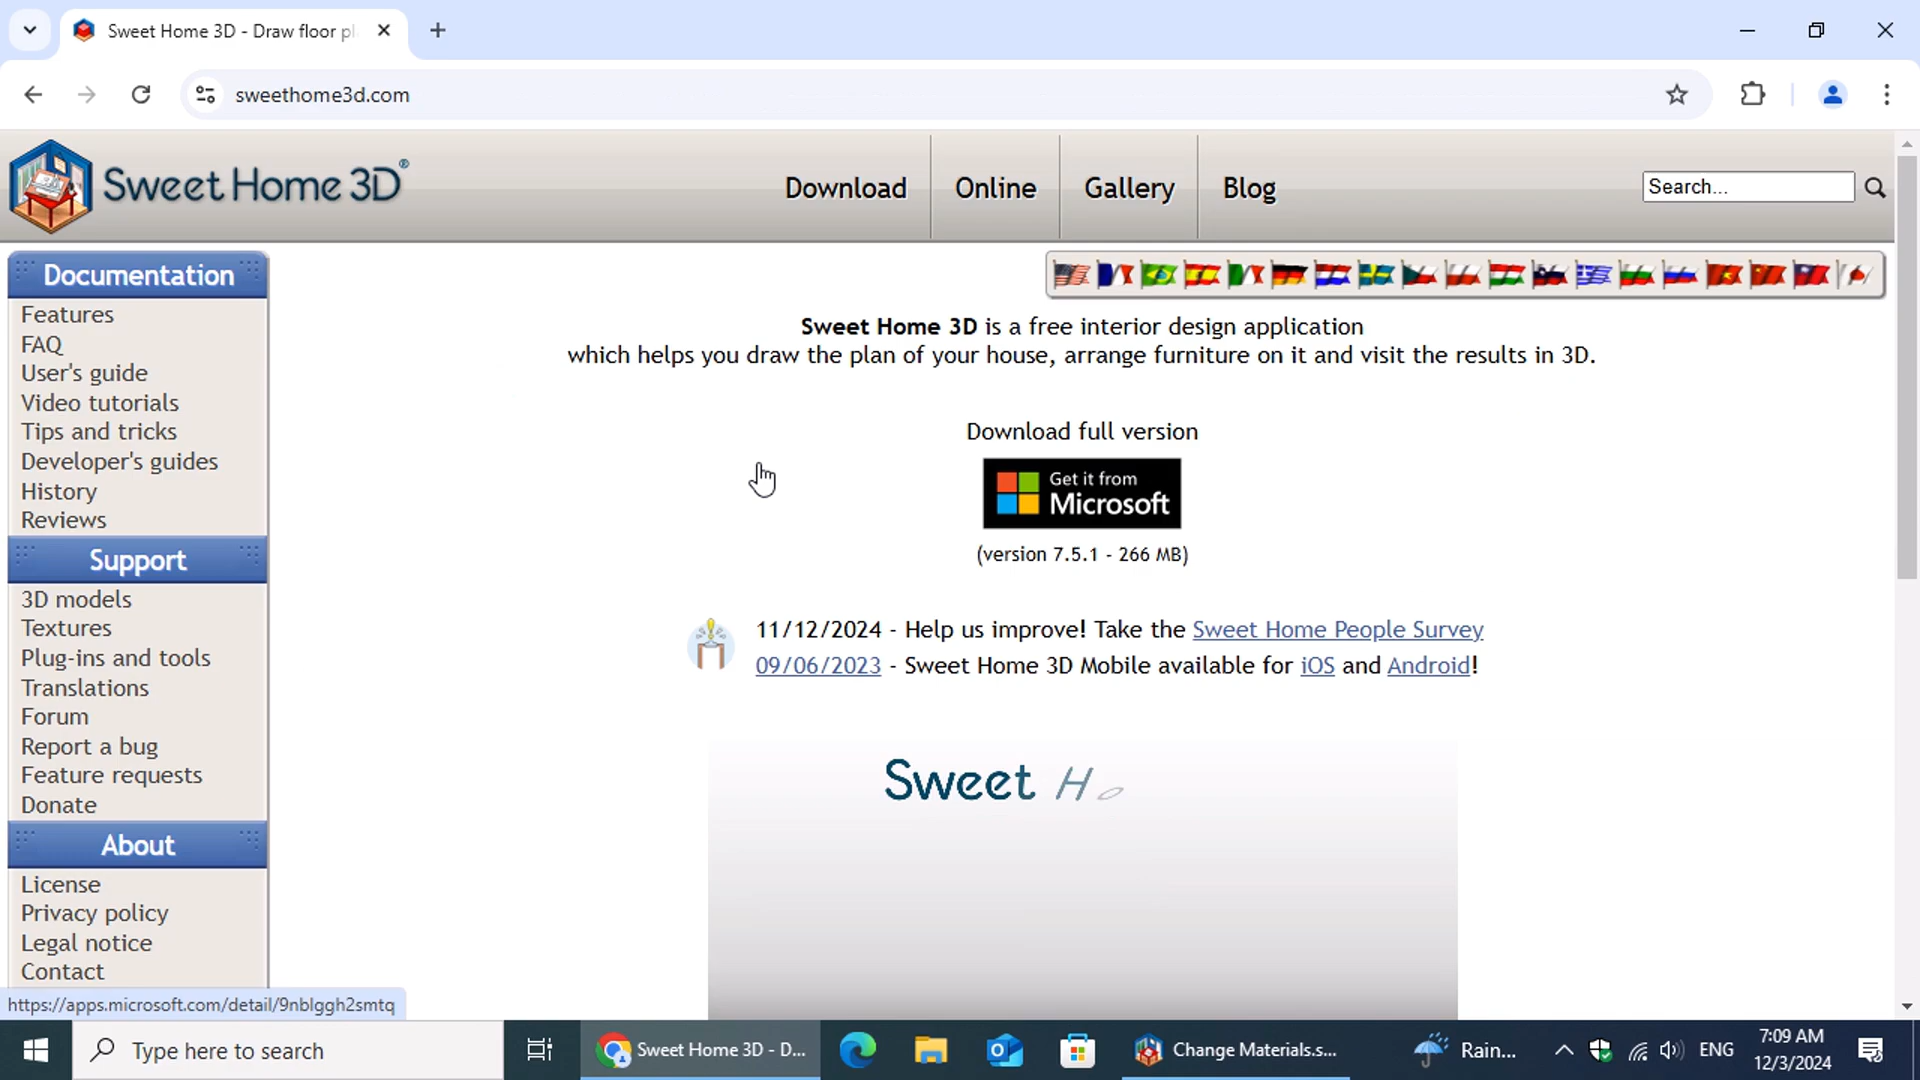 Sweet Home 3D - Draw floor pl
sweethome3d.com
Sweet Home 3D®
Download
Online
Gallery
Blog
Search...
Documentation
Features
FAQ
User's guide
Video tutorials
Tips and tricks
Developer's guides
History
Reviews
Support
3D models
Textures
Plug-ins and tools
Translations
Forum
Report a bug
Feature requests
Donate
About
License
Privacy policy
Legal notice
Contact
Sweet Home 3D is a free interior design application
which helps you draw the plan of your house, arrange furniture on it and visit the results in 3D.
Download full version
Get it from
Microsoft
(version 7.5.1 - 266 MB)
11/12/2024 - Help us improve! Take the Sweet Home People Survey
09/06/2023 - Sweet Home 3D Mobile available for iOS and Android!
Sweet Ho
https://apps.microsoft.com/detail/9nblggh2smtq
Type here to search
Sweet Home 3D - D...
Change Materials.s...
Rain...
ENG
7:09 AM
12/3/2024